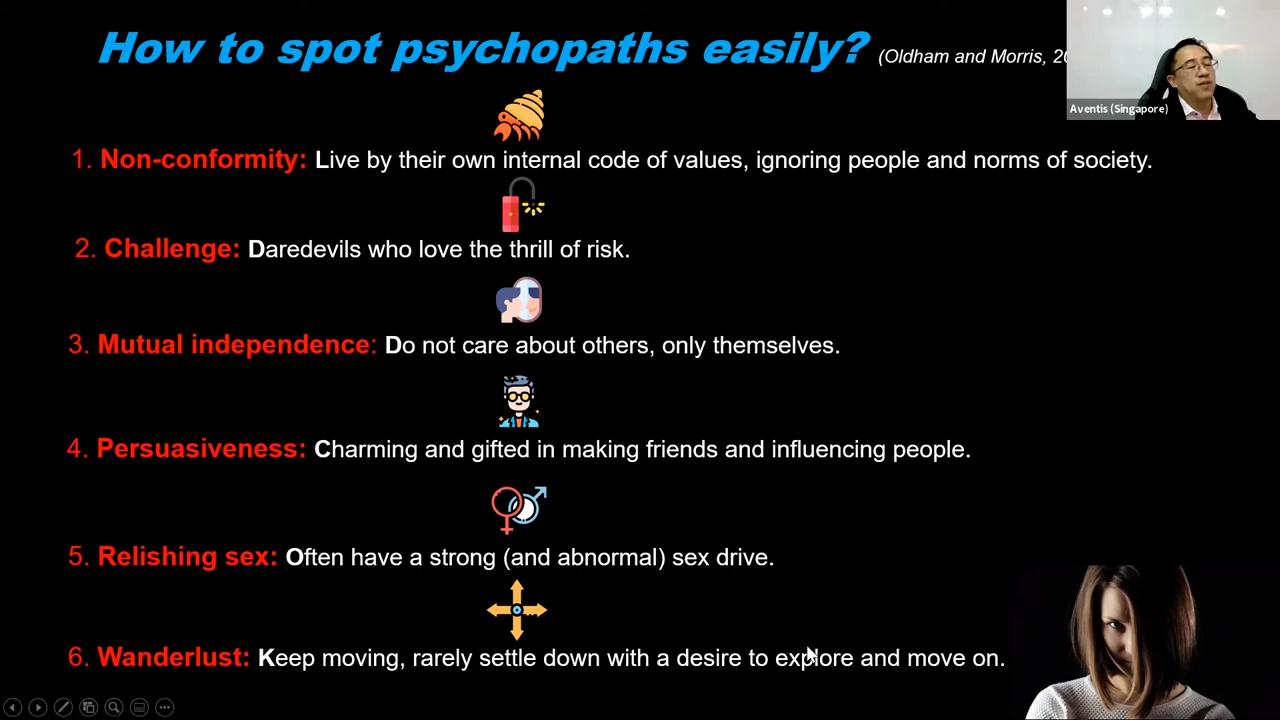 How to spot psychopaths easily? (Oldham and Morris,
Aventis (Singapore)
1. Non-conformity: Live by their own internal code of values, ignoring people and norms of society.
2. Challenge: Daredevils who love the thrill of risk.
3. Mutual independence: Do not care about others, only themselves.
4. Persuasiveness: Charming and gifted in making friends and influencing people.
5. Relishing sex: Often have a strong (and abnormal) sex drive.
6. Wanderlust: Keep moving, rarely settle down with a desire to explore and move on.